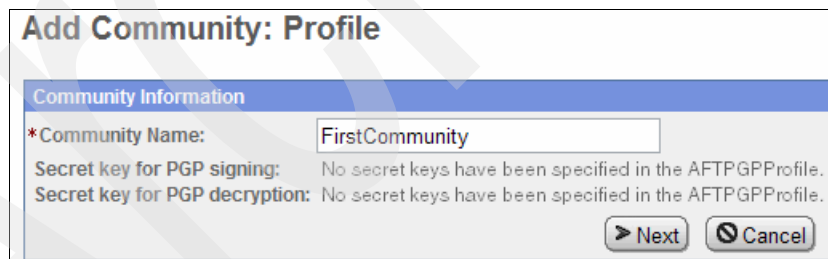 Add Community: Profile
Community Information
*Community Name: FirstCommunity
Secret key for PGP signing: No secret keys have been specified in the AFTPGPProfile.
Secret key for PGP decryption: No secret keys have been specified in the AFTPGPProfile.
Next Cancel